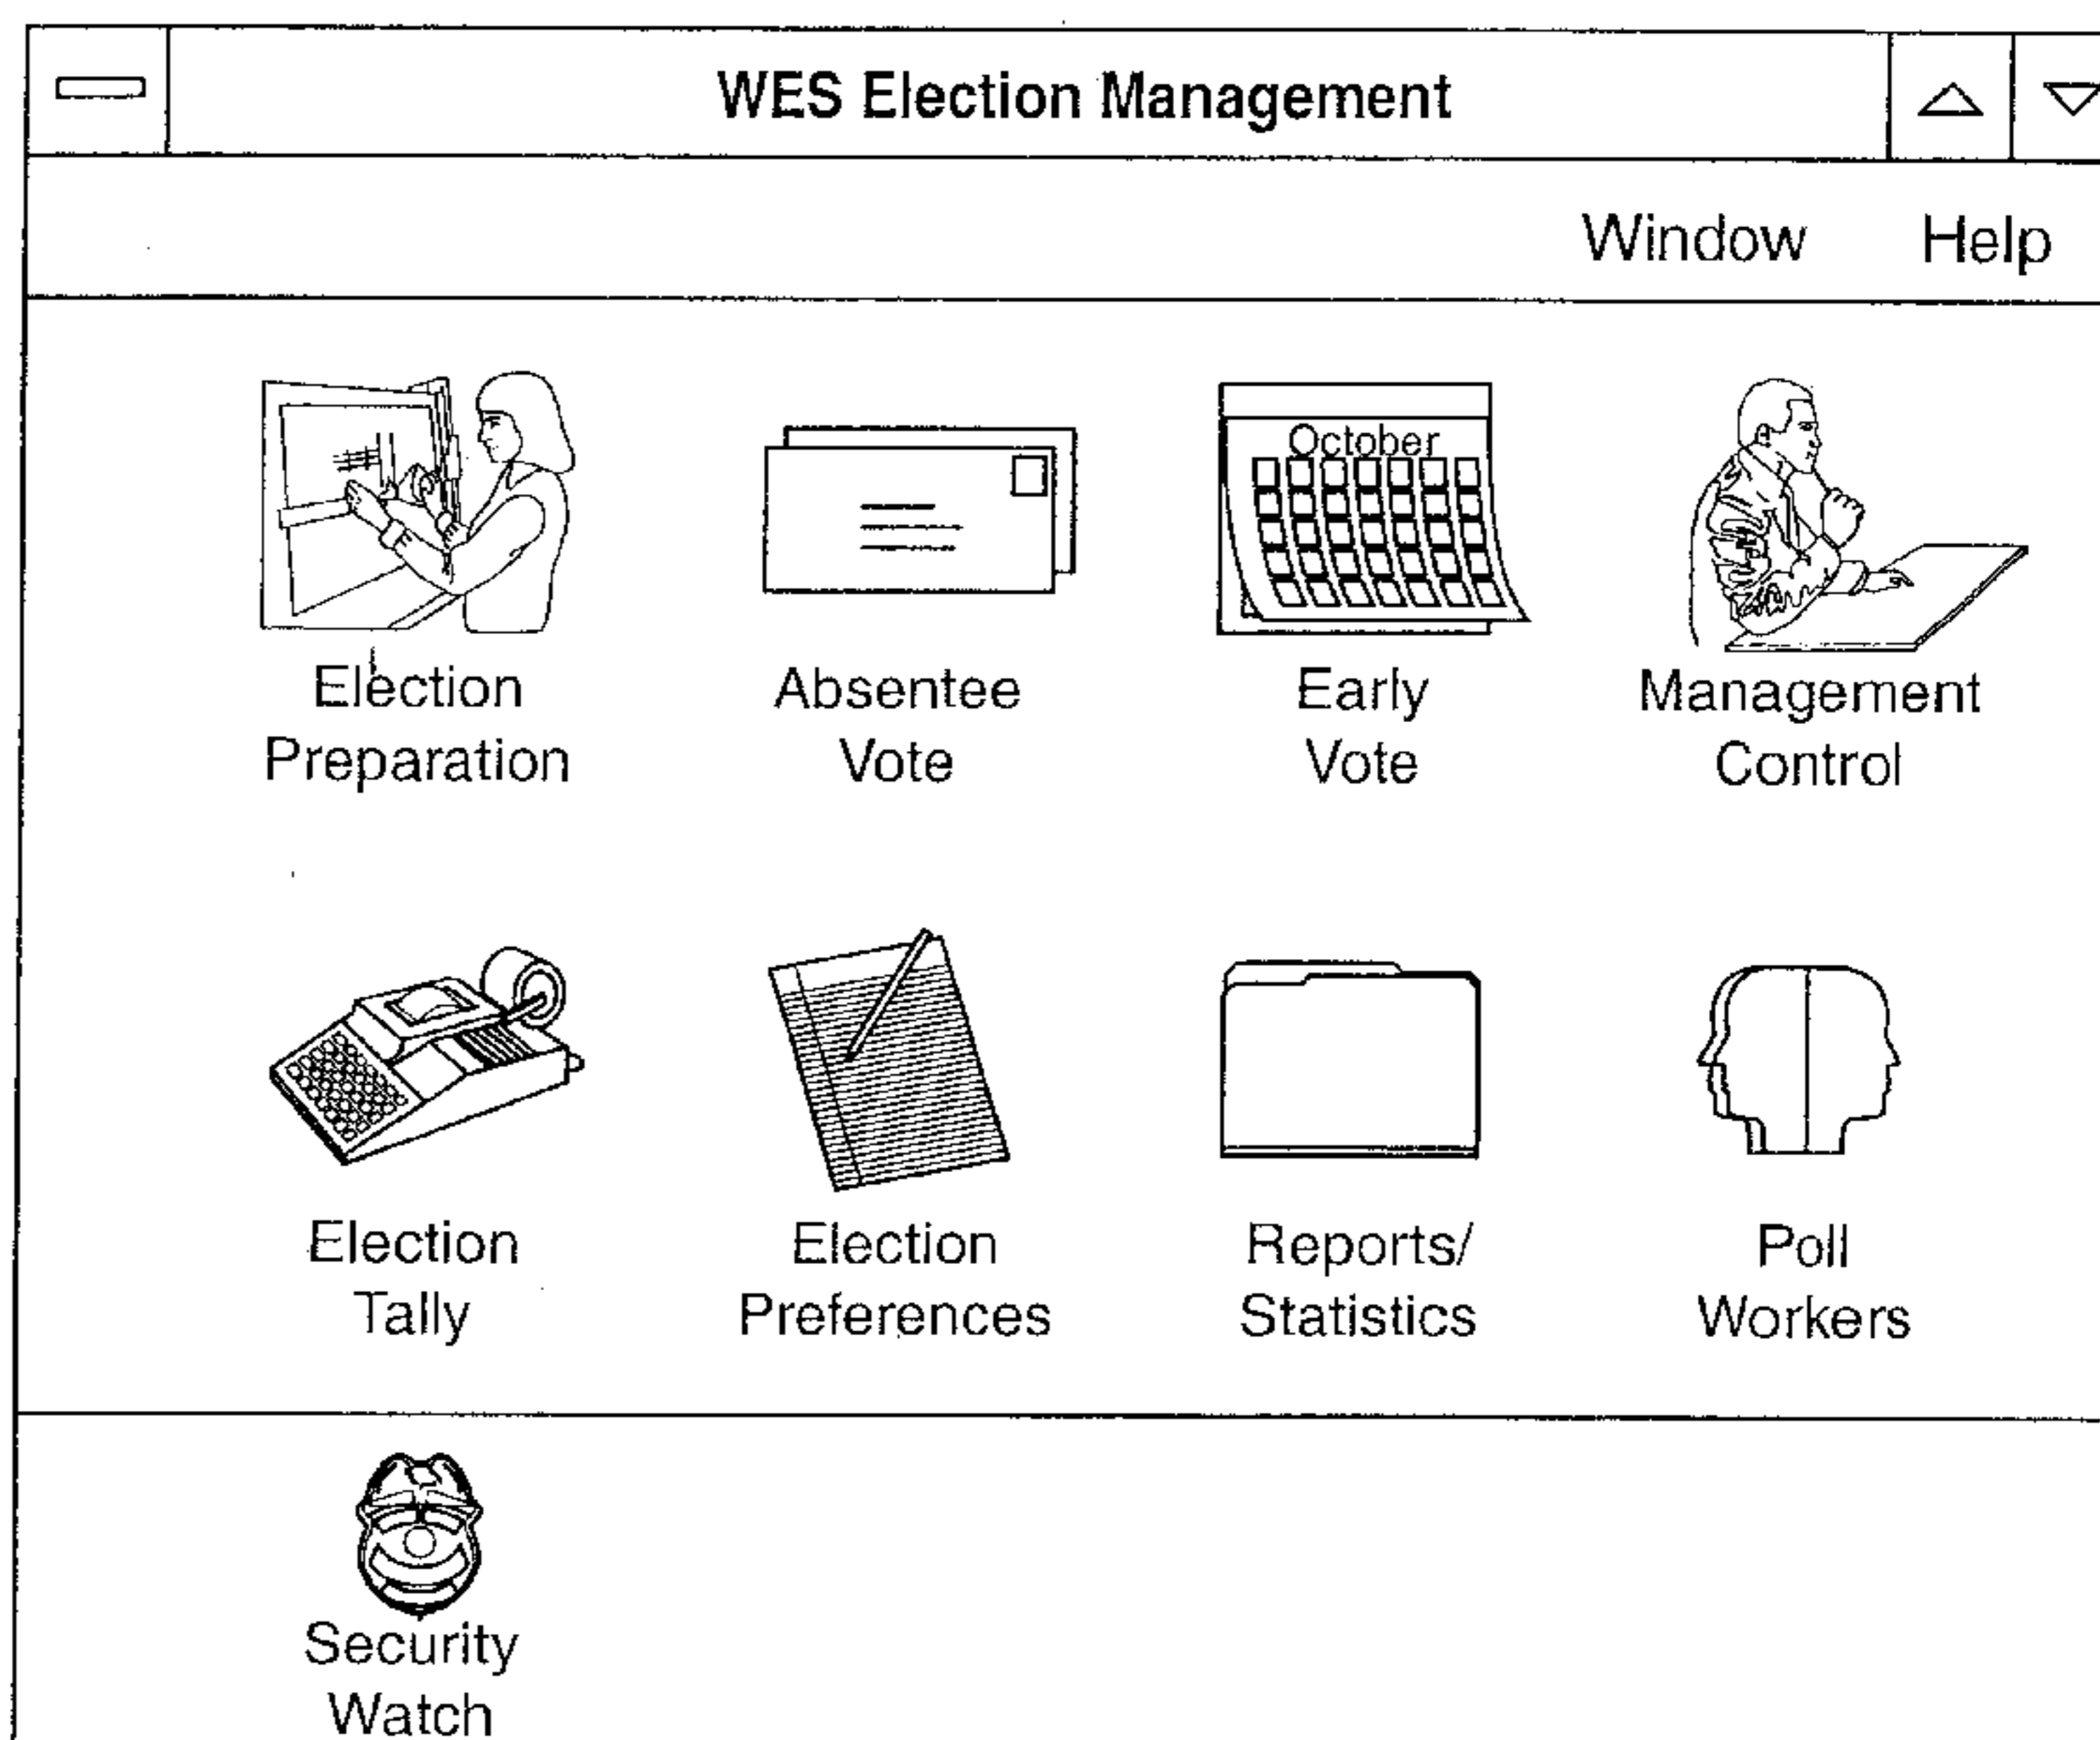 WES Election Management
Window Help
October
Election
Preparation
Absentee
Vote
Early
Vote
Management
Control
Election
Tally
Election
Preferences
Reports/
Statistics
Poll
Workers
Security
Watch